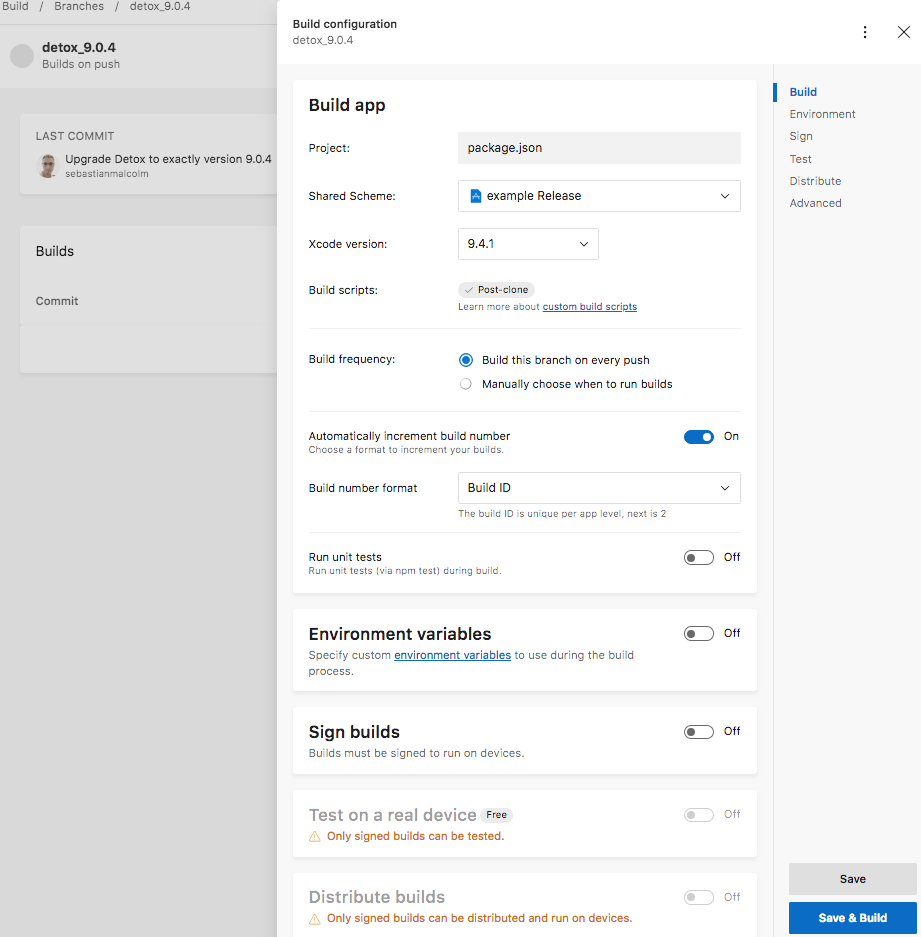 Build / Branches / detox_9.0.4
detox_9.0.4
Builds on push
LAST COMMIT
Upgrade Detox to exactly version 9.0.4
sebastianmalcolm
Builds
Commit
Build configuration
detox_9.0.4
Build app
Project: package.json
Shared Scheme: example Release
Xcode version: 9.4.1
Build scripts: Post-clone
Learn more about custom build scripts
Build frequency: Build this branch on every push
Manually choose when to run builds
Automatically increment build number On
Choose a format to increment your builds.
Build number format Build ID
The build ID is unique per app level, next is 2
Run unit tests Off
Run unit tests (via npm test) during build.
Environment variables Off
Specify custom environment variables to use during the build
process.
Sign builds Off
Builds must be signed to run on devices.
Test on a real device Free Off
Only signed builds can be tested.
Distribute builds Off
Only signed builds can be distributed and run on devices.
Build
Environment
Sign
Test
Distribute
Advanced
Save
Save & Build